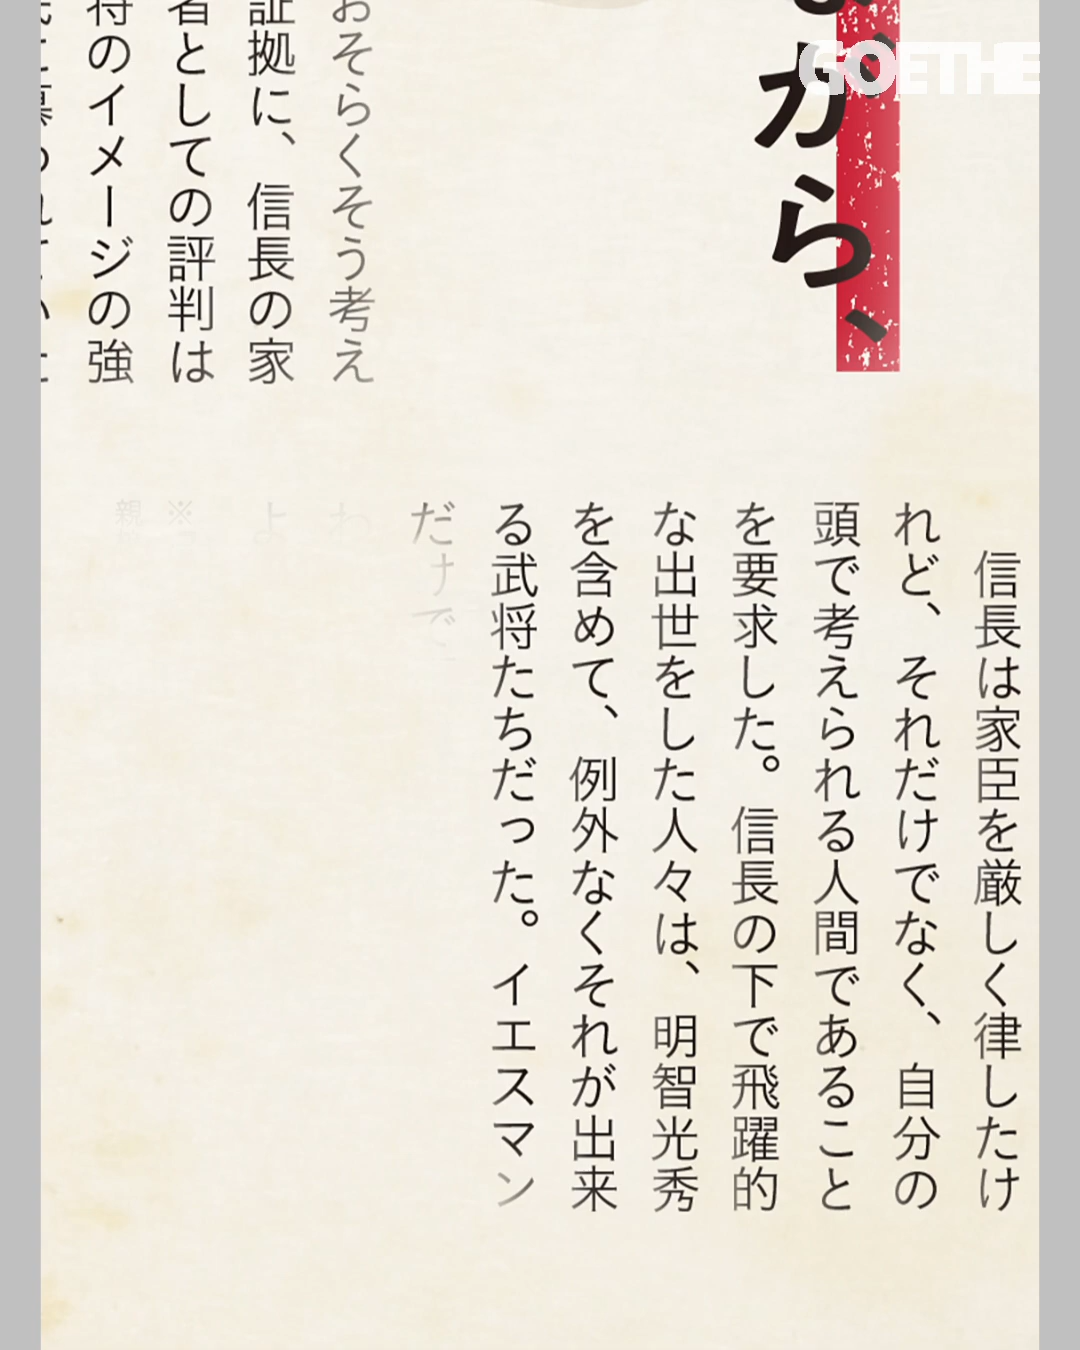 GOETHE
から、
おそらくそう考え
証拠に、信長の家
者としての評判は
将のイメージの強
信長は家臣を厳しく律したけ
れど、それだけでなく、自分の
頭で考えられる人間であること
を要求した。信長の下で飛躍的
な出世をした人々は、明智光秀
を含めて、例外なくそれが出来
る武将たちだった。イエスマン
だけで
わ
よ
※
親